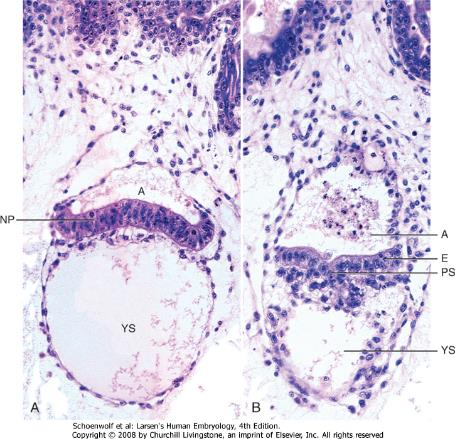 A
NP
YS
A
A
E
PS
YS
B
Schoenwolf et al: Larsen's Human Embryology, 4th Edition.
Copyright © 2008 by Churchill Livingstone, an imprint of Elsevier, Inc. All rights reserved